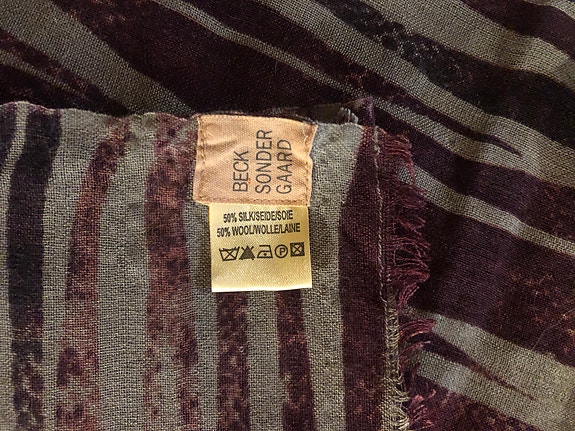 BECK
SONDER
GAARD
50% SILK/SEIDE/SOIE
50% WOOL/WOLLE/LAINE